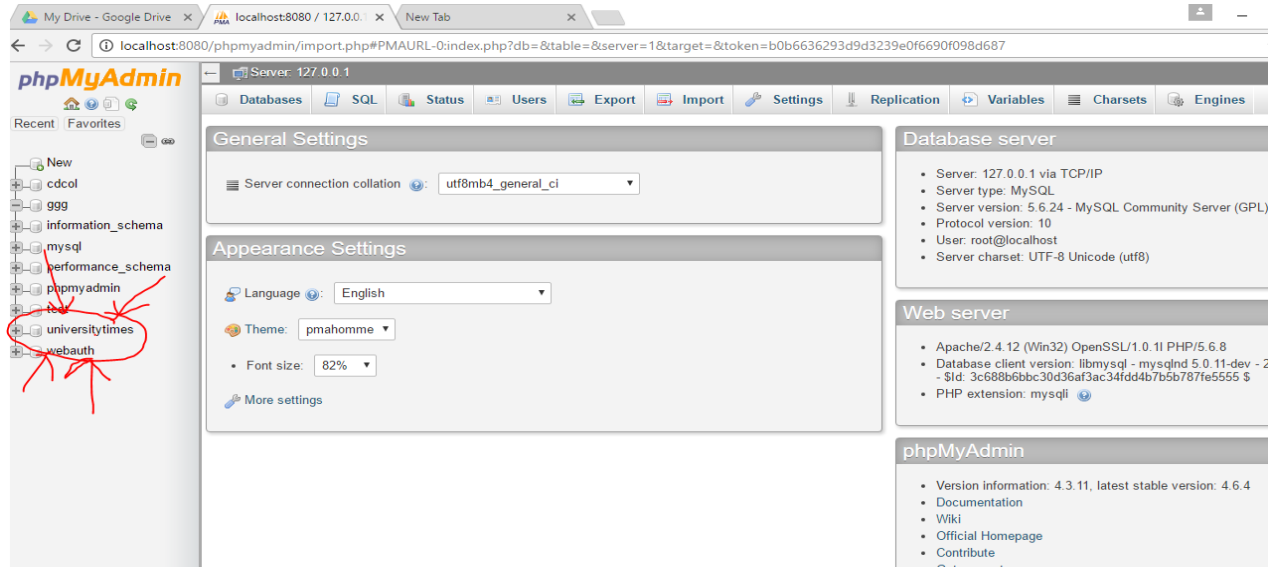 My Drive - Google Drive
localhost:8080 / 127.0.0.1
New Tab
localhost:8080/phpmyadmin/import.php#PMAURL-0:index.php?db=&table=&server=1&target=&token=b0b6636293d9d3239e0f6690f098d687
phpMyAdmin
Recent Favorites
New
cdcol
ggg
information_schema
mysql
performance_schema
phpmyadmin
test
universitytimes
webauth
Server: 127.0.0.1
Databases SQL Status Users Export Import Settings Replication Variables Charsets Engines
General Settings
Server connection collation : utf8mb4_general_ci
Appearance Settings
Language : English
Theme: pmahomme
• Font size: 82%
More settings
Database server
• Server: 127.0.0.1 via TCP/IP
• Server type: MySQL
• Server version: 5.6.24 - MySQL Community Server (GPL)
• Protocol version: 10
• User: root@localhost
• Server charset: UTF-8 Unicode (utf8)
Web server
• Apache/2.4.12 (Win32) OpenSSL/1.0.1l PHP/5.6.8
• Database client version: libmysql - mysqlnd 5.0.11-dev - 2
- $Id: 3c688b6bbc30d36af3ac34fdd4b7b5b787fe5555 $
• PHP extension: mysqli
phpMyAdmin
• Version information: 4.3.11, latest stable version: 4.6.4
• Documentation
• Wiki
• Official Homepage
• Contribute